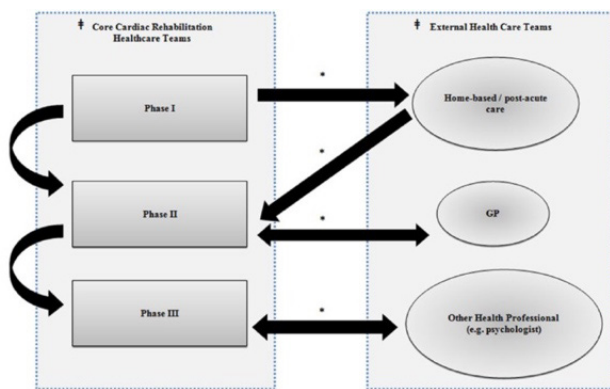 ǂ Core Cardiac Rehabilitation
Healthcare Teams
ǂ External Health Care Teams
Phase I
*
Home-based / post-acute
care
*
Phase II
*
GP
Phase III
*
Other Health Professional
(e.g. psychologist)